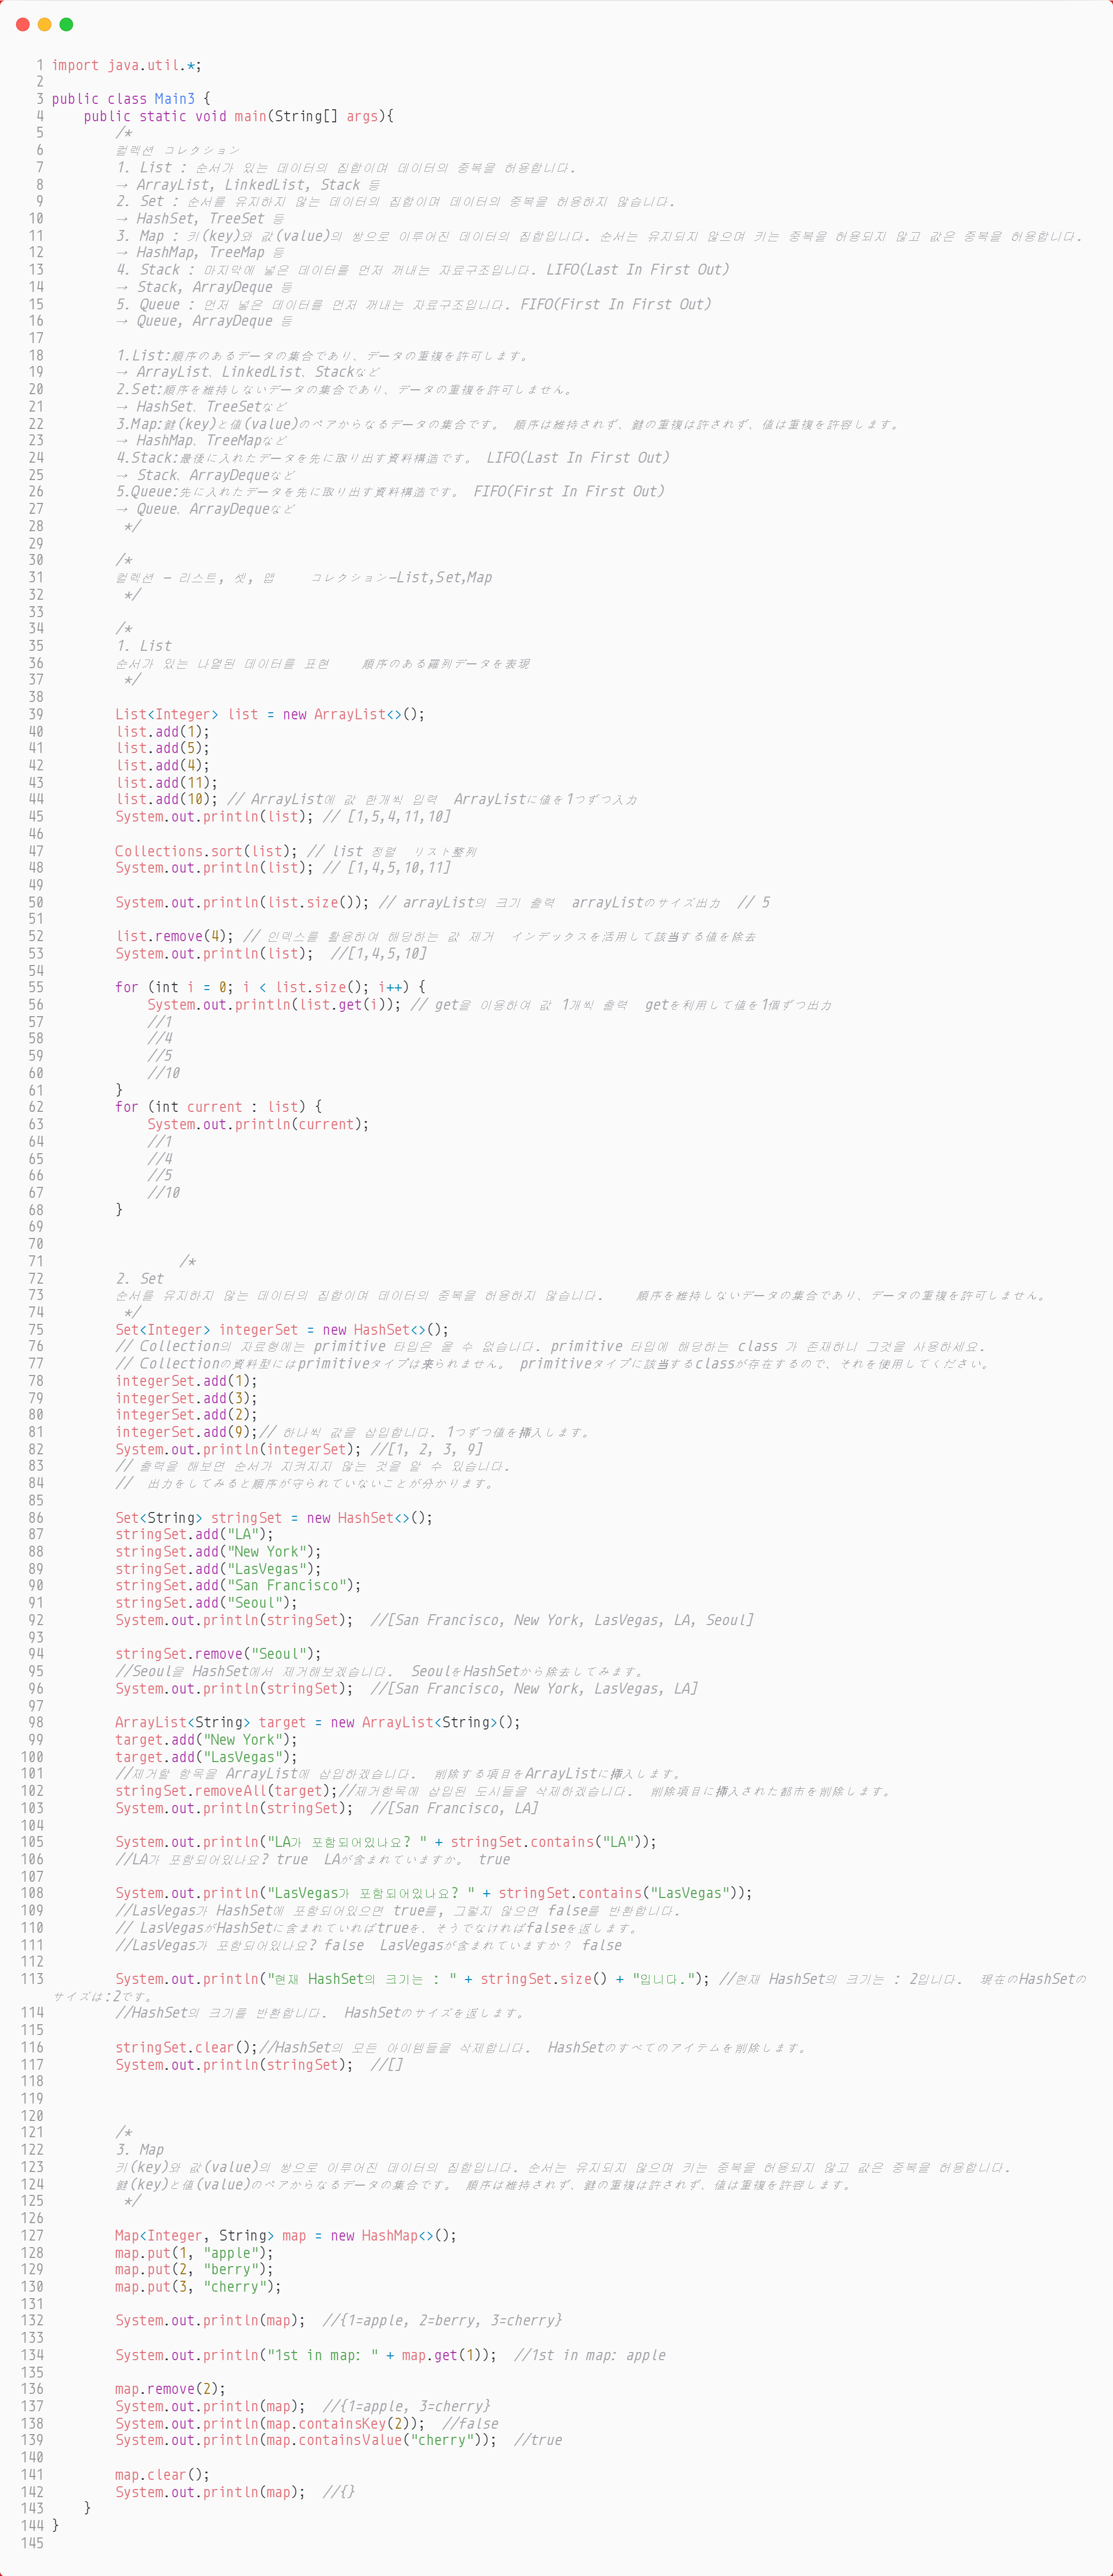 1 import java.util.*;
2
3 public class Main3 {
4     public static void main(String[] args){
5         /*
6         컬렉션 コレクション
7         1. List : 순서가 있는 데이터의 집합이며 데이터의 중복을 허용합니다.
8         → ArrayList, LinkedList, Stack 등
9         2. Set : 순서를 유지하지 않는 데이터의 집합이며 데이터의 중복을 허용하지 않습니다.
10         → HashSet, TreeSet 등
11         3. Map : 키(key)와 값(value)의 쌍으로 이루어진 데이터의 집합입니다. 순서는 유지되지 않으며 키는 중복을 허용되지 않고 값은 중복을 허용합니다.
12         → HashMap, TreeMap 등
13         4. Stack : 마지막에 넣은 데이터를 먼저 꺼내는 자료구조입니다. LIFO(Last In First Out)
14         → Stack, ArrayDeque 등
15         5. Queue : 먼저 넣은 데이터를 먼저 꺼내는 자료구조입니다. FIFO(First In First Out)
16         → Queue, ArrayDeque 등
17
18         1.List:順序のあるデータの集合であり、データの重複を許可します。
19         → ArrayList、LinkedList、Stackなど
20         2.Set:順序を維持しないデータの集合であり、データの重複を許可しません。
21         → HashSet、TreeSetなど
22         3.Map:鍵(key)と値(value)のペアからなるデータの集合です。 順序は維持されず、鍵の重複は許されず、値は重複を許容します。
23         → HashMap、TreeMapなど
24         4.Stack:最後に入れたデータを先に取り出す資料構造です。 LIFO(Last In First Out)
25         → Stack、ArrayDequeなど
26         5.Queue:先に入れたデータを先に取り出す資料構造です。 FIFO(First In First Out)
27         → Queue、ArrayDequeなど
28          */
29
30         /*
31         컬렉션 - 리스트, 셋, 맵    コレクション-List,Set,Map
32          */
33
34         /*
35         1. List
36         순서가 있는 나열된 데이터를 표현    順序のある羅列データを表現
37          */
38
39         List<Integer> list = new ArrayList<>();
40         list.add(1);
41         list.add(5);
42         list.add(4);
43         list.add(11);
44         list.add(10); // ArrayList에 값 한개씩 입력  ArrayListに値を1つずつ入力
45         System.out.println(list); // [1,5,4,11,10]
46
47         Collections.sort(list); // list 정렬  リスト整列
48         System.out.println(list); // [1,4,5,10,11]
49
50         System.out.println(list.size()); // arrayList의 크기 출력  arrayListのサイズ出力  // 5
51
52         list.remove(4); // 인덱스를 활용하여 해당하는 값 제거  インデックスを活用して該当する値を除去
53         System.out.println(list);  //[1,4,5,10]
54
55         for (int i = 0; i < list.size(); i++) {
56             System.out.println(list.get(i)); // get을 이용하여 값 1개씩 출력  getを利用して値を1個ずつ出力
57             //1
58             //4
59             //5
60             //10
61         }
62         for (int current : list) {
63             System.out.println(current);
64             //1
65             //4
66             //5
67             //10
68         }
69
70
71                 /*
72         2. Set
73         순서를 유지하지 않는 데이터의 집합이며 데이터의 중복을 허용하지 않습니다.    順序を維持しないデータの集合であり、データの重複を許可しません。
74          */
75         Set<Integer> integerSet = new HashSet<>();
76         // Collection의 자료형에는 primitive 타입은 올 수 없습니다. primitive 타입에 해당하는 class 가 존재하니 그것을 사용하세요.
77         // Collectionの資料型にはprimitiveタイプは来られません。 primitiveタイプに該当するclassが存在するので、それを使用してください。
78         integerSet.add(1);
79         integerSet.add(3);
80         integerSet.add(2);
81         integerSet.add(9);// 하나씩 값을 삽입합니다. 1つずつ値を挿入します。
82         System.out.println(integerSet); //[1, 2, 3, 9]
83         // 출력을 해보면 순서가 지켜지지 않는 것을 알 수 있습니다.
84         //  出力をしてみると順序が守られていないことが分かります。
85
86         Set<String> stringSet = new HashSet<>();
87         stringSet.add("LA");
88         stringSet.add("New York");
89         stringSet.add("LasVegas");
90         stringSet.add("San Francisco");
91         stringSet.add("Seoul");
92         System.out.println(stringSet);  //[San Francisco, New York, LasVegas, LA, Seoul]
93
94         stringSet.remove("Seoul");
95         //Seoul을 HashSet에서 제거해보겠습니다.  SeoulをHashSetから除去してみます。
96         System.out.println(stringSet);  //[San Francisco, New York, LasVegas, LA]
97
98         ArrayList<String> target = new ArrayList<String>();
99         target.add("New York");
100         target.add("LasVegas");
101         //제거할 항목을 ArrayList에 삽입하겠습니다.  削除する項目をArrayListに挿入します。
102         stringSet.removeAll(target);//제거항목에 삽입된 도시들을 삭제하겠습니다.  削除項目に挿入された都市を削除します。
103         System.out.println(stringSet);  //[San Francisco, LA]
104
105         System.out.println("LA가 포함되어있나요? " + stringSet.contains("LA"));
106         //LA가 포함되어있나요? true  LAが含まれていますか。 true
107
108         System.out.println("LasVegas가 포함되어있나요? " + stringSet.contains("LasVegas"));
109         //LasVegas가 HashSet에 포함되어있으면 true를, 그렇지 않으면 false를 반환합니다.
110         // LasVegasがHashSetに含まれていればtrueを、そうでなければfalseを返します。
111         //LasVegas가 포함되어있나요? false  LasVegasが含まれていますか? false
112
113         System.out.println("현재 HashSet의 크기는 : " + stringSet.size() + "입니다."); //현재 HashSet의 크기는 : 2입니다.  現在のHashSetの
サイズは:2です。
114         //HashSet의 크기를 반환합니다.  HashSetのサイズを返します。
115
116         stringSet.clear();//HashSet의 모든 아이템들을 삭제합니다.  HashSetのすべてのアイテムを削除します。
117         System.out.println(stringSet);  //[]
118
119
120
121         /*
122         3. Map
123         키(key)와 값(value)의 쌍으로 이루어진 데이터의 집합입니다. 순서는 유지되지 않으며 키는 중복을 허용되지 않고 값은 중복을 허용합니다.
124         鍵(key)と値(value)のペアからなるデータの集合です。 順序は維持されず、鍵の重複は許されず、値は重複を許容します。
125          */
126
127         Map<Integer, String> map = new HashMap<>();
128         map.put(1, "apple");
129         map.put(2, "berry");
130         map.put(3, "cherry");
131
132         System.out.println(map);  //{1=apple, 2=berry, 3=cherry}
133
134         System.out.println("1st in map: " + map.get(1));  //1st in map: apple
135
136         map.remove(2);
137         System.out.println(map);  //{1=apple, 3=cherry}
138         System.out.println(map.containsKey(2));  //false
139         System.out.println(map.containsValue("cherry"));  //true
140
141         map.clear();
142         System.out.println(map);  //{}
143     }
144 }
145